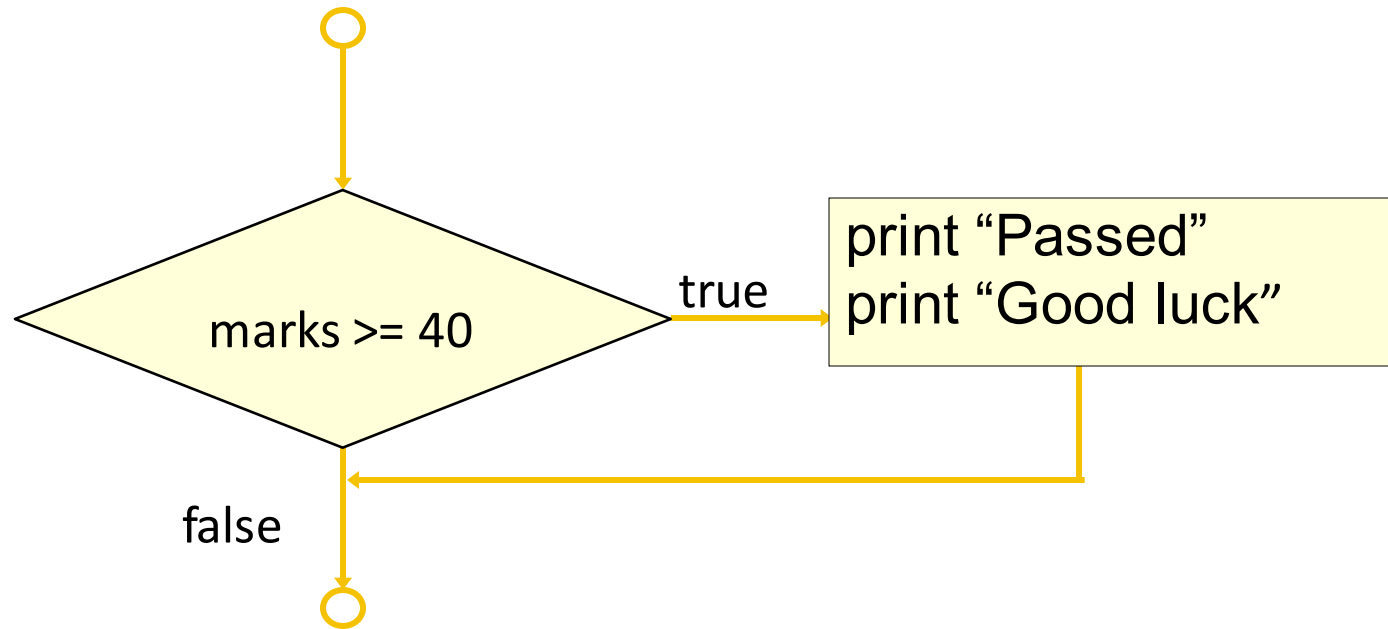 marks >= 40
true
print “Passed”
print “Good luck”
false